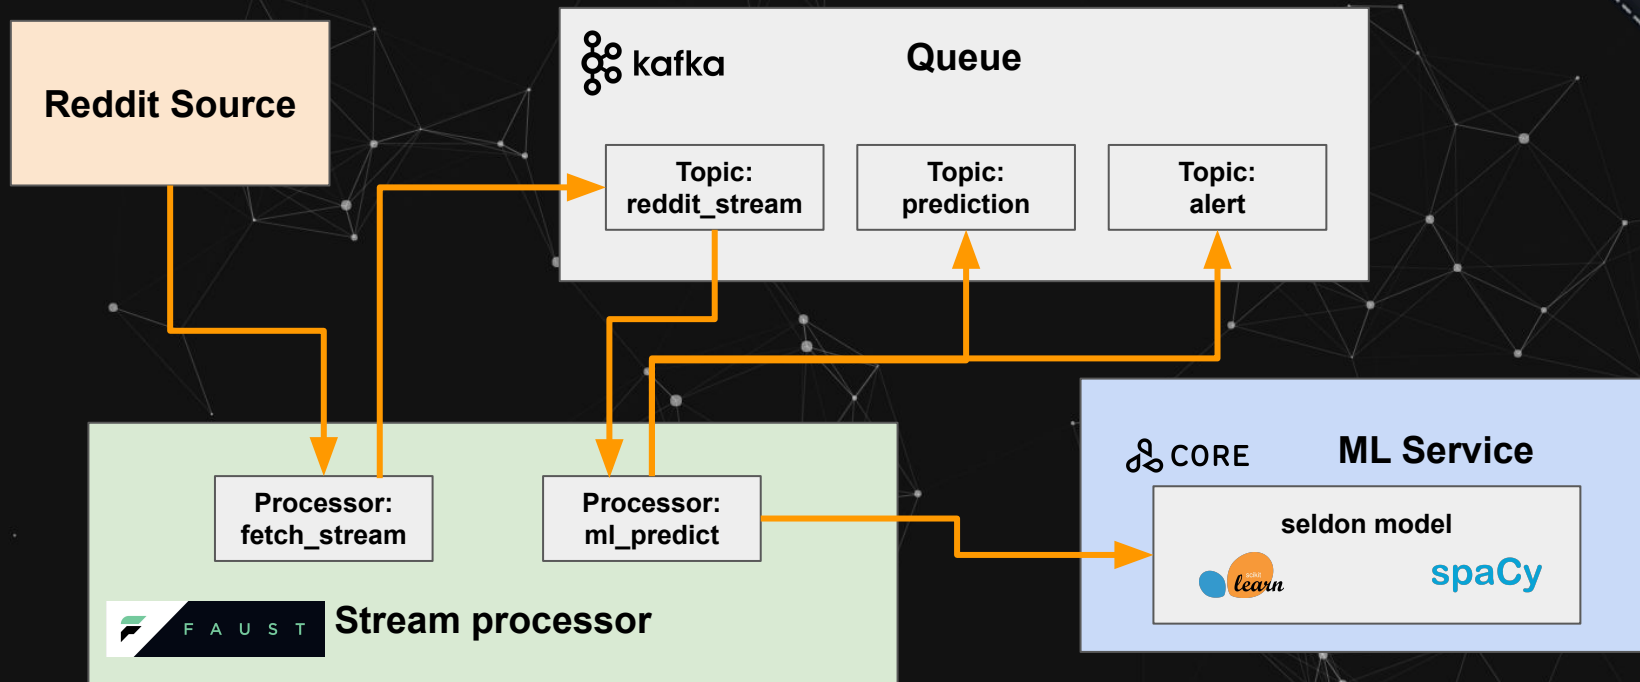 Reddit Source
kafka
Queue
Topic:
reddit_stream
Topic:
prediction
Topic:
alert
Processor:
fetch_stream
Processor:
ml_predict
FAUST
Stream processor
CORE
ML Service
seldon model
scikit
learn
spaCy